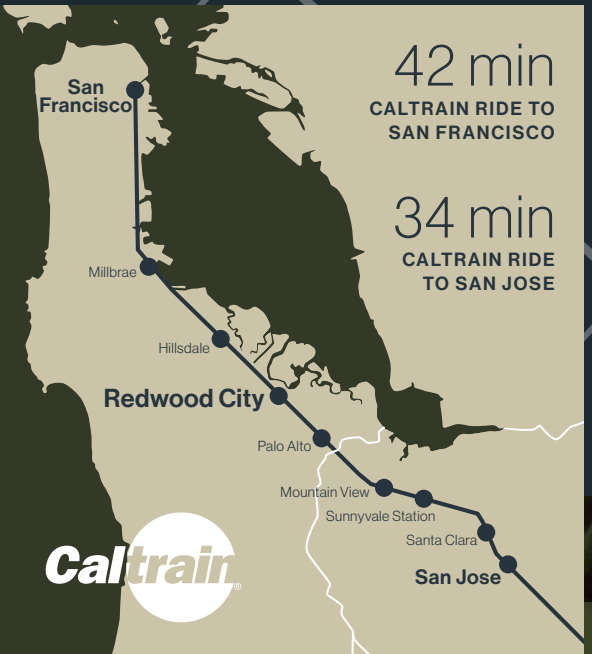 42 min
CALTRAIN RIDE TO
SAN FRANCISCO
34 min
CALTRAIN RIDE
TO SAN JOSE
San
Francisco
Millbrae
Hillsdale
Redwood City
Palo Alto
Mountain View
Sunnyvale Station
Santa Clara
San Jose
Caltrain®